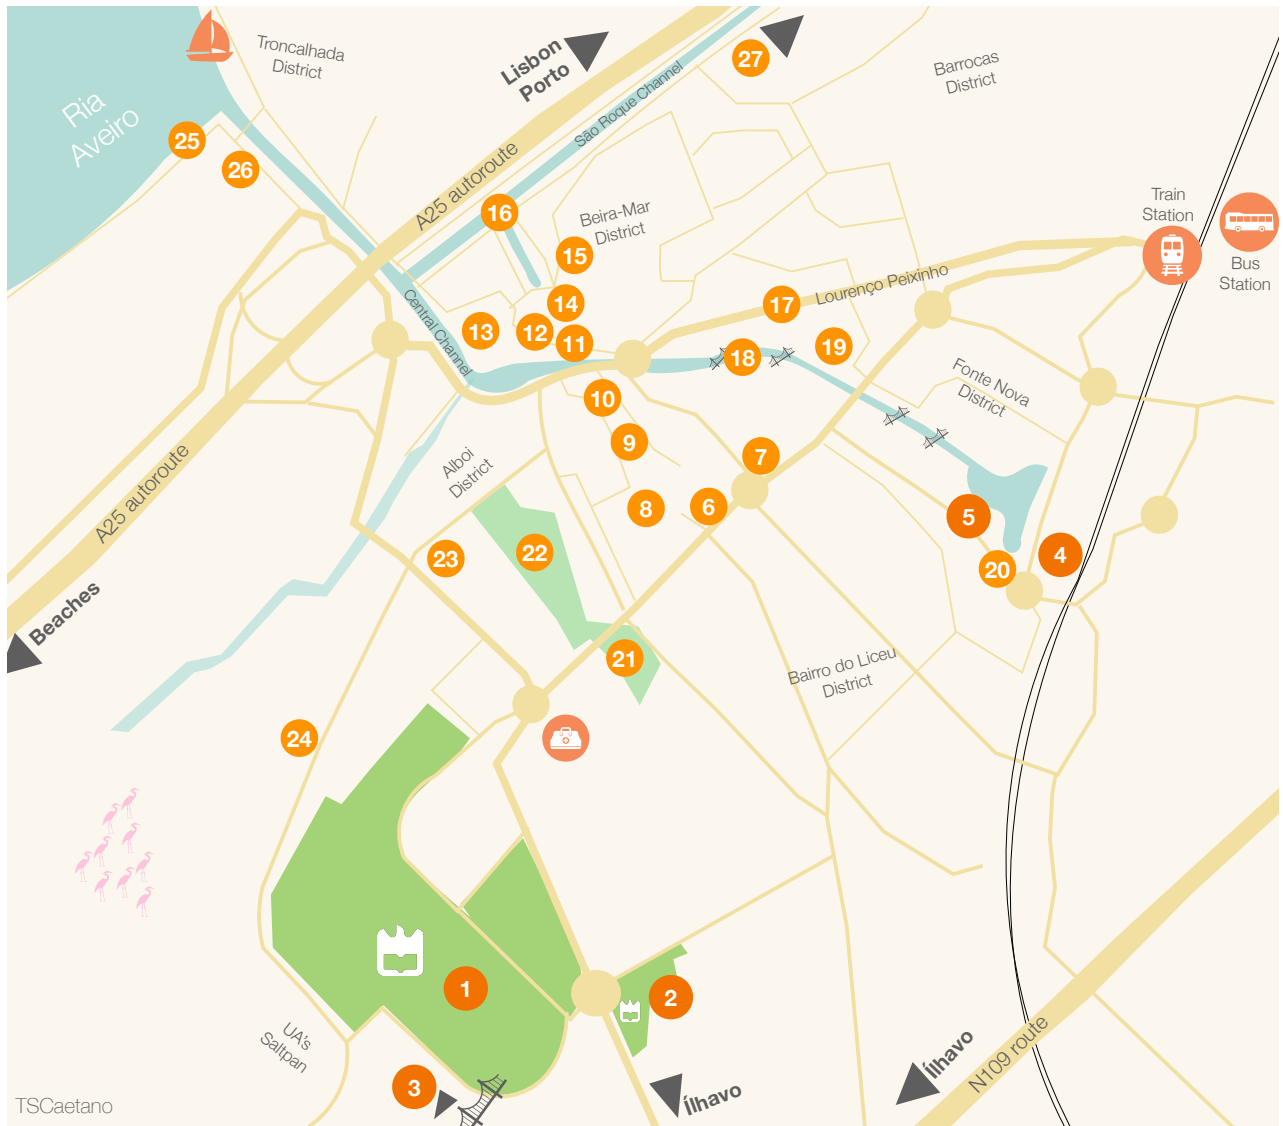 Troncalhada
District
Lisbon
Porto
27
Barrocas
District
Ria
Aveiro
São Roque Channel
25
26
A25 autoroute
16
Beira-Mar
District
15
Train
Station
Bus
Station
Central Channel
14
13
12
11
17
Lourenço Peixinho
18
19
10
9
7
Fonte Nova
District
Alboi
District
A25 autoroute
8
6
5
4
20
23
22
Beaches
21
Bairro do Liceu
District
24
1
2
UA's
Saltpan
3
Ílhavo
Ílhavo
N109 route
TSCaetano